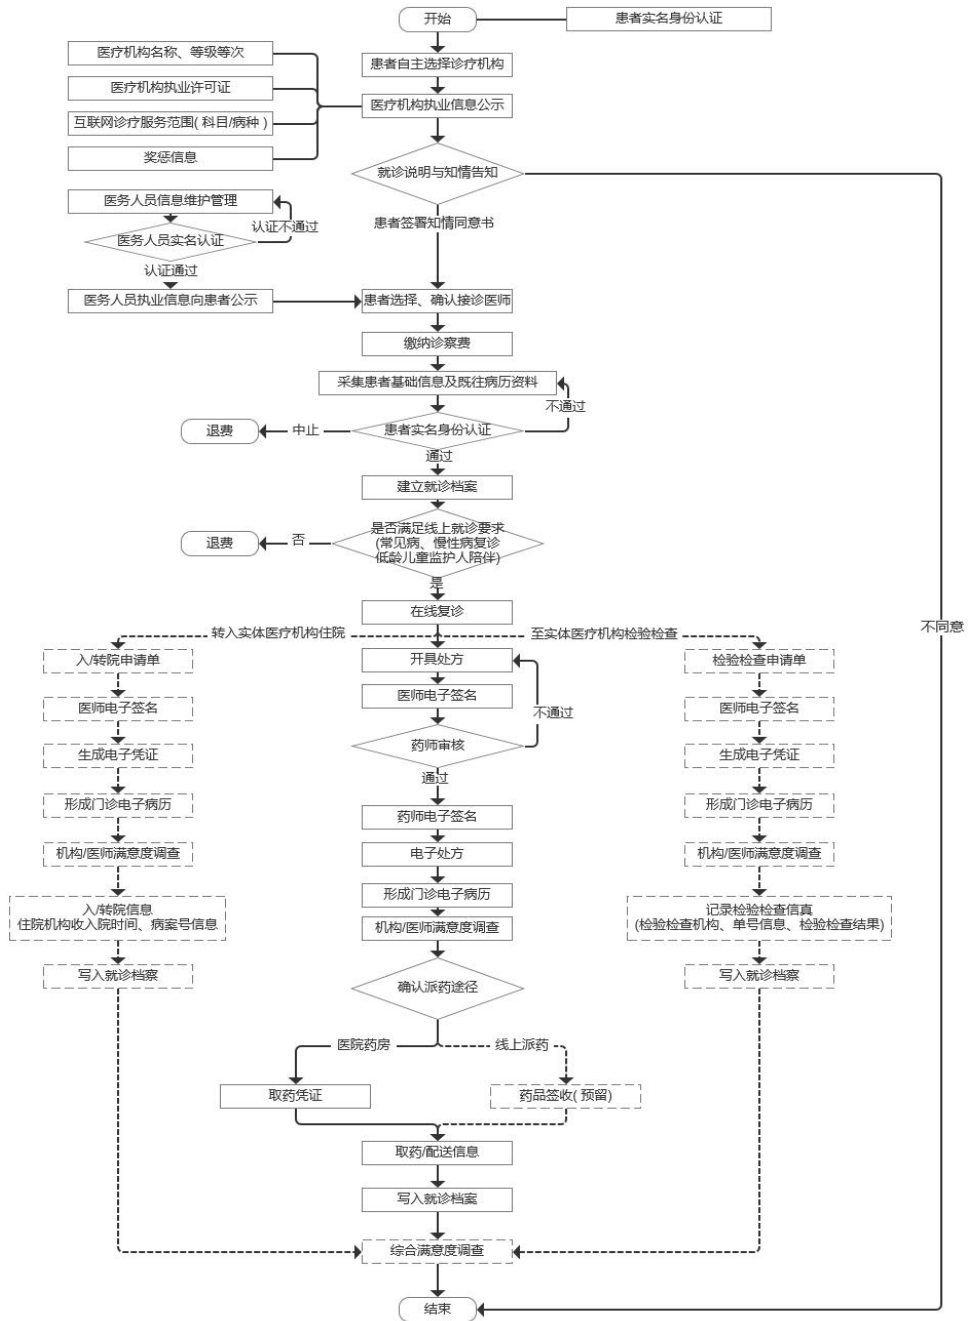 开始
患者实名身份认证
患者自主选择诊疗机构
医疗机构名称、等级等次
医疗机构执业许可证
医疗机构执业信息公示
互联网诊疗服务范围(科目/病种)
奖惩信息
就诊说明与知情告知
患者签署知情同意书
医务人员信息维护管理
认证不通过
医务人员实名认证
认证通过
医务人员执业信息向患者公示
患者选择、确认接诊医师
缴纳诊察费
采集患者基础信息及既往病历资料
不通过
患者实名身份认证
中止
退费
通过
建立就诊档案
是否满足线上就诊要求
(常见病、慢性病复诊
低龄儿童监护人陪伴)
否
退费
是
在线复诊
不同意
转入实体医疗机构住院
至实体医疗机构检验检查
入/转院申请单
开具处方
检验检查申请单
医师电子签名
医师电子签名
医师电子签名
不通过
生成电子凭证
药师审核
生成电子凭证
通过
形成门诊电子病历
药师电子签名
形成门诊电子病历
机构/医师满意度调查
电子处方
机构/医师满意度调查
形成门诊电子病历
入/转院信息
住院机构收入院时间、病案号信息
机构/医师满意度调查
记录检验检查信真
(检验检查机构、单号信息、检验检查结果)
写入就诊档察
确认派药途径
写入就诊档察
医院药房
线上派药
取药凭证
药品签收(预留)
取药/配送信息
写入就诊档案
综合满意度调查
结束